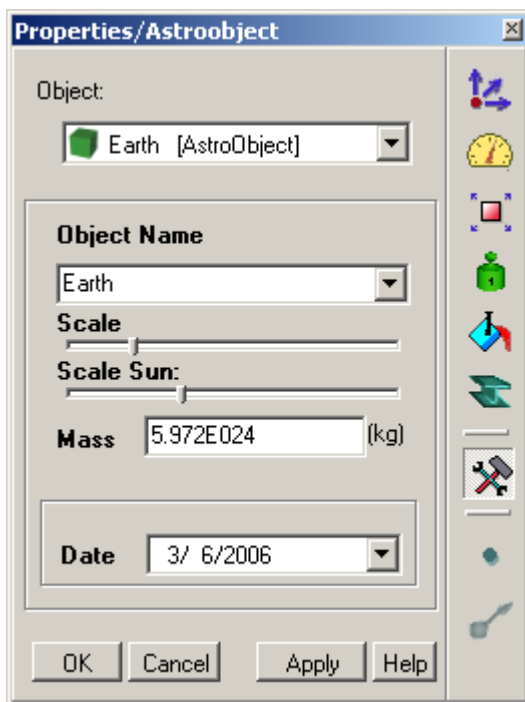 Properties/Astroobject
Object:
Earth [AstroObject]
Object Name
Earth
Scale
Scale Sun:
Mass 5.972E024 (kg)
Date 3/ 6/2006
OK Cancel Apply Help
1